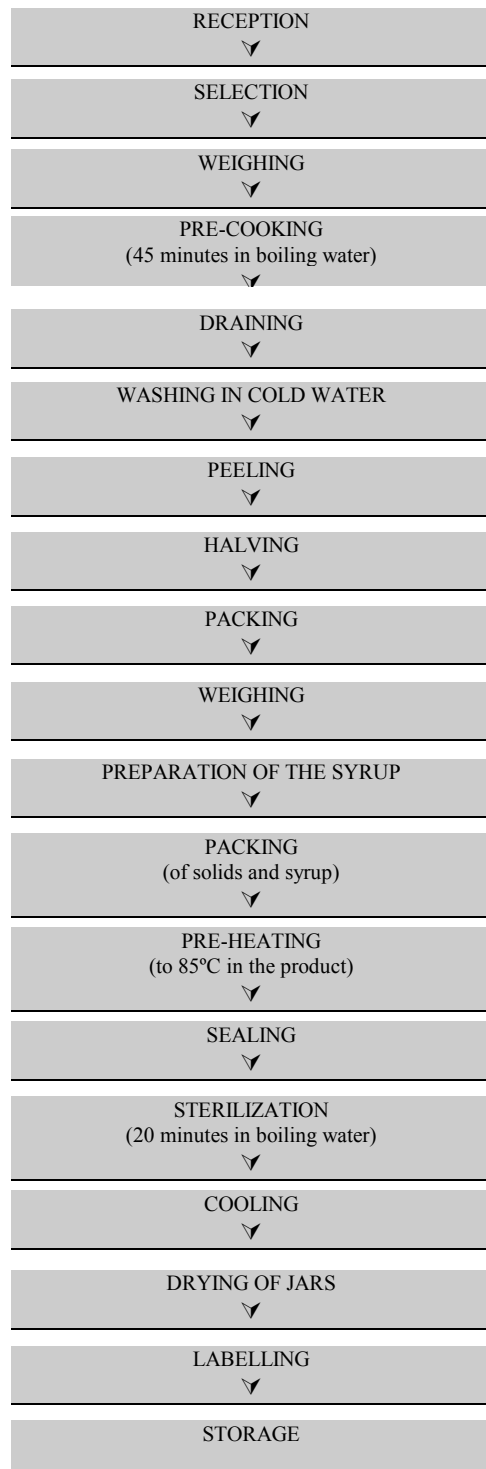 RECEPTION
SELECTION
WEIGHING
PRE-COOKING
(45 minutes in boiling water)
DRAINING
WASHING IN COLD WATER
PEELING
HALVING
PACKING
WEIGHING
PREPARATION OF THE SYRUP
PACKING
(of solids and syrup)
PRE-HEATING
(to 85ºC in the product)
SEALING
STERILIZATION
(20 minutes in boiling water)
COOLING
DRYING OF JARS
LABELLING
STORAGE